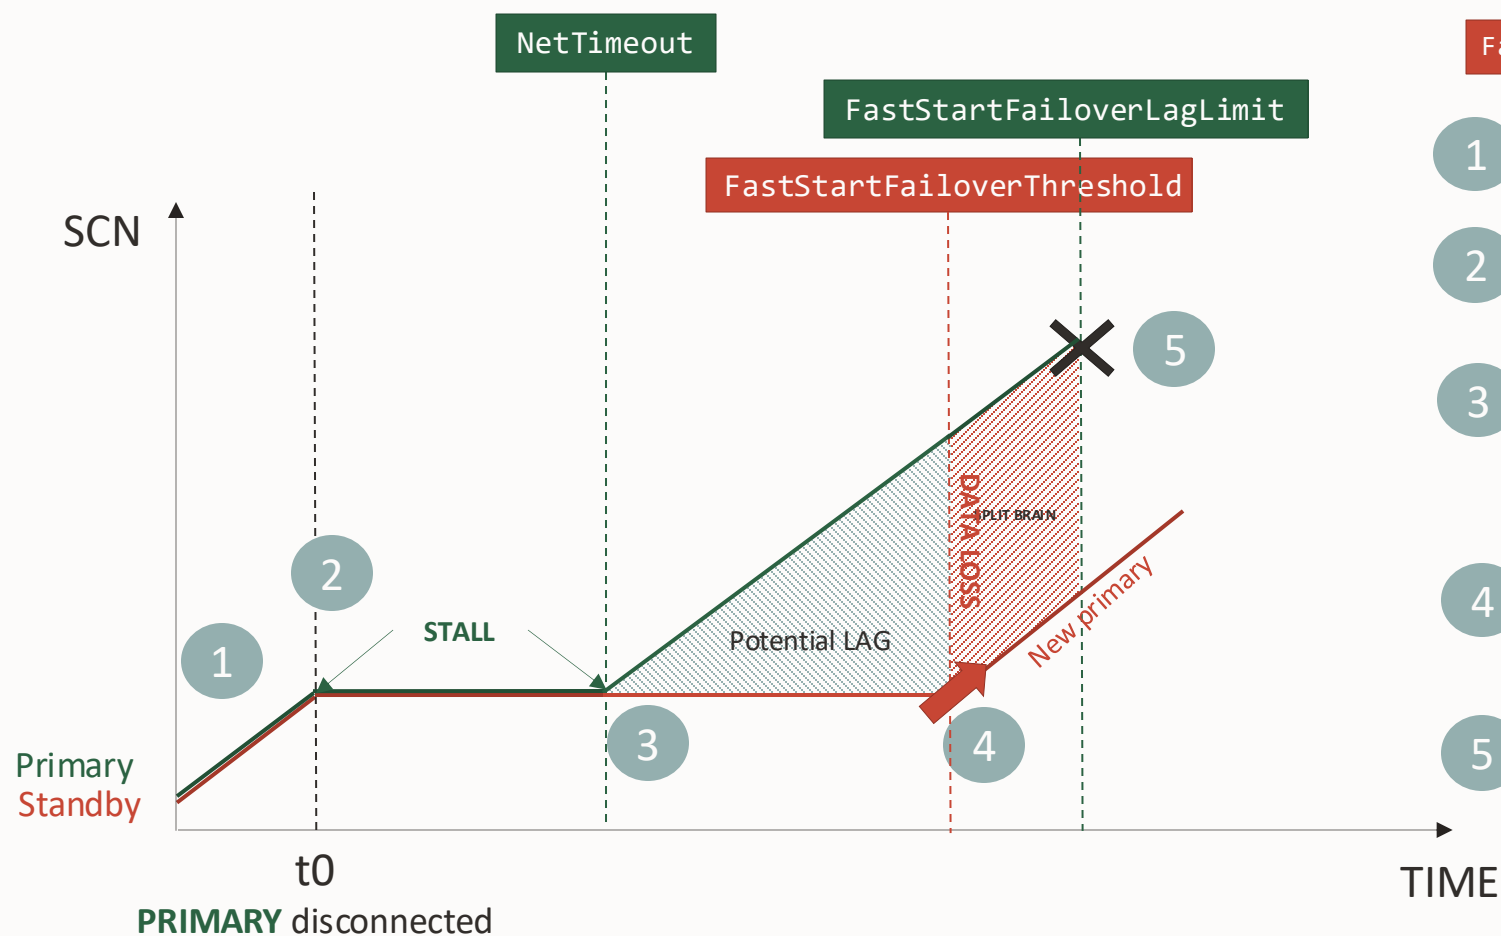 NetTimeout
Fa
FastStartFailoverLagLimit
FastStartFailoverThreshold
SCN
1
2
3
4
5
5
DATA LOSS
SPLIT BRAIN
2
STALL
Potential LAG
New primary
1
3
4
Primary
Standby
t0
PRIMARY disconnected
TIME